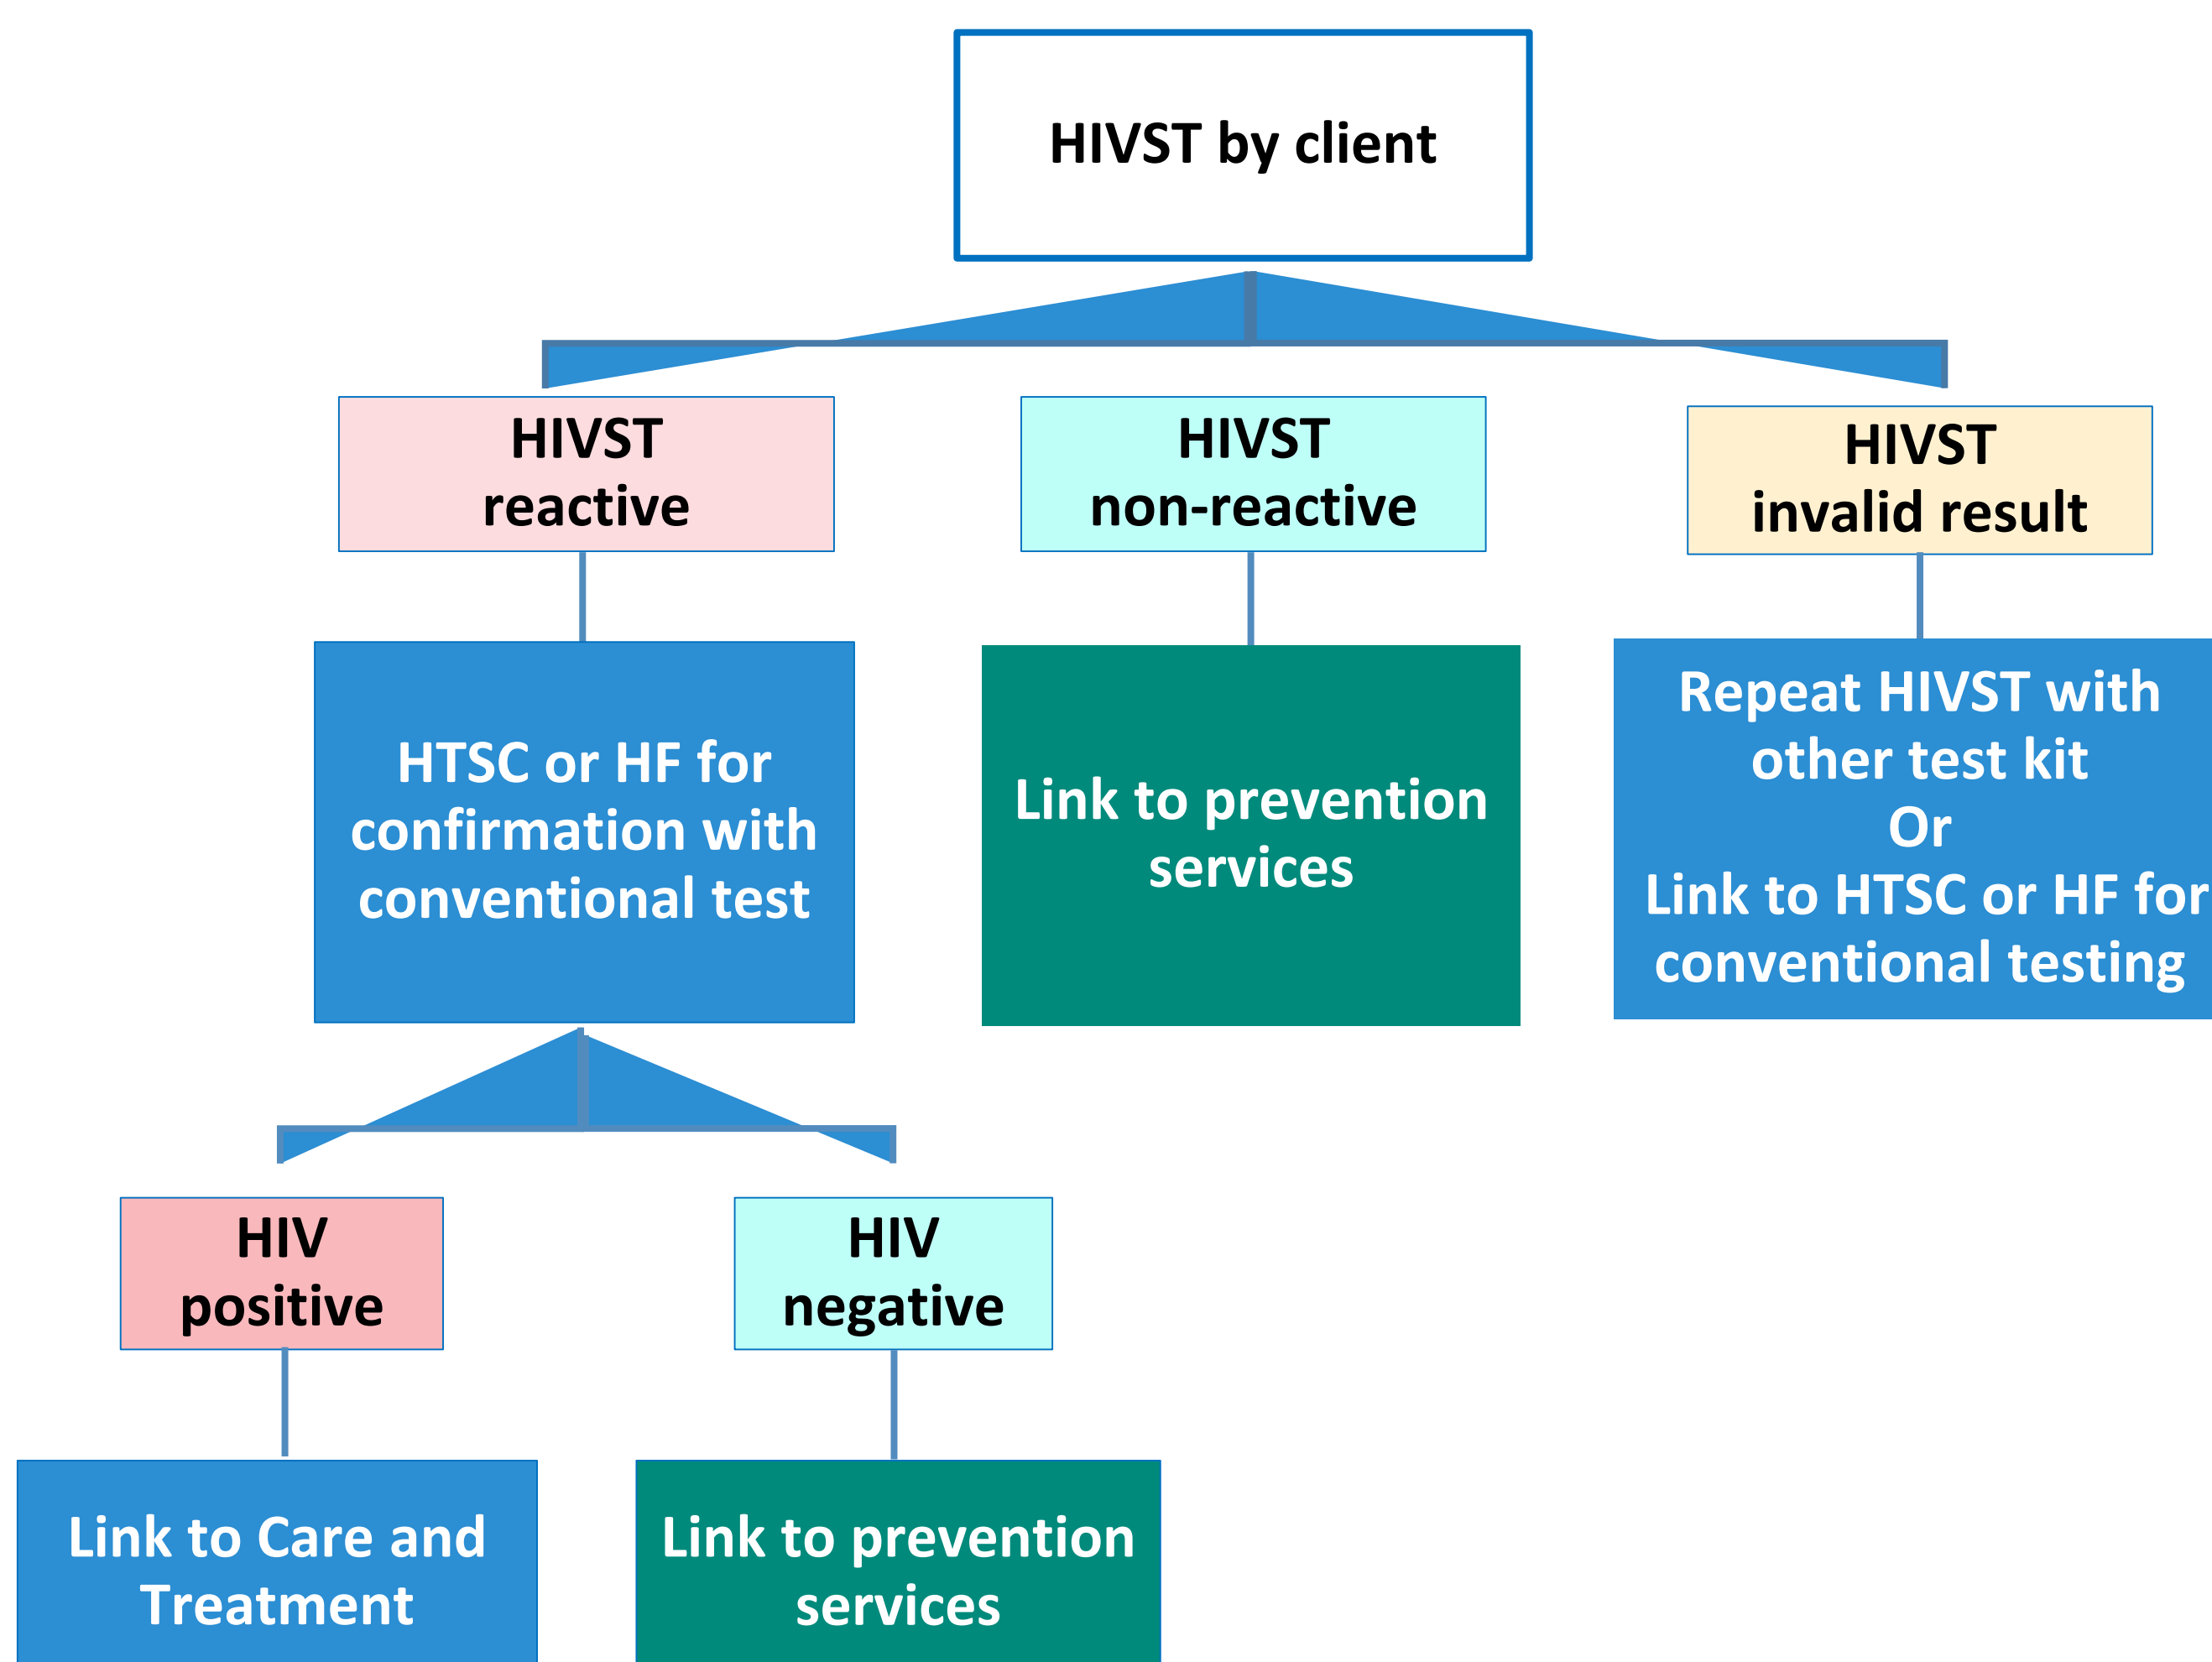 HIVST by client
HIVST
reactive
HIVST
non-reactive
HIVST
invalid result
HTSC or HF for
confirmation with
conventional test
Link to prevention
services
Repeat HIVST with
other test kit
Or
Link to HTSC or HF for
conventional testing
HIV
positive
HIV
negative
Link to Care and
Treatment
Link to prevention
services